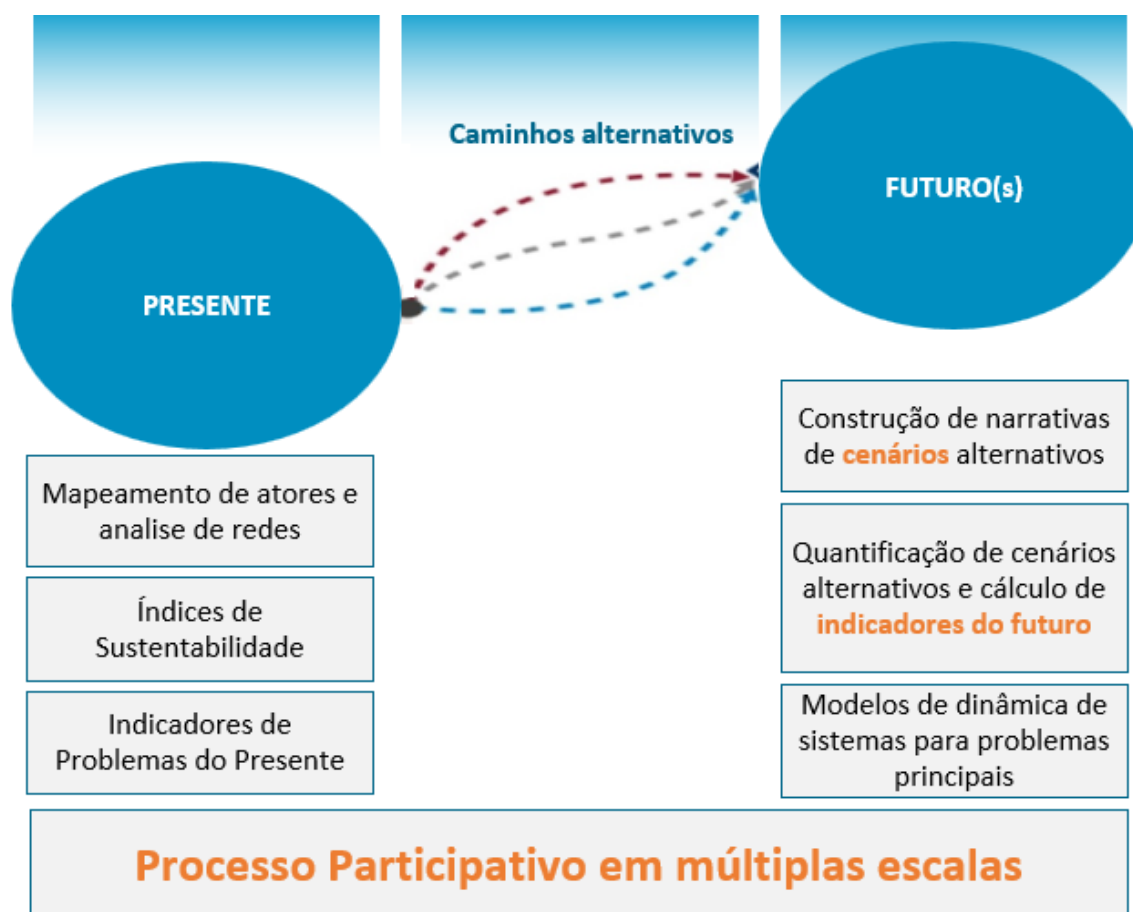 Caminhos alternativos
PRESENTE
FUTURO(s)
Mapeamento de atores e
analise de redes
Índices de
Sustentabilidade
Indicadores de
Problemas do Presente
Construção de narrativas
de cenários alternativos
Quantificação de cenários
alternativos e cálculo de
indicadores do futuro
Modelos de dinâmica de
sistemas para problemas
principais
Processo Participativo em múltiplas escalas